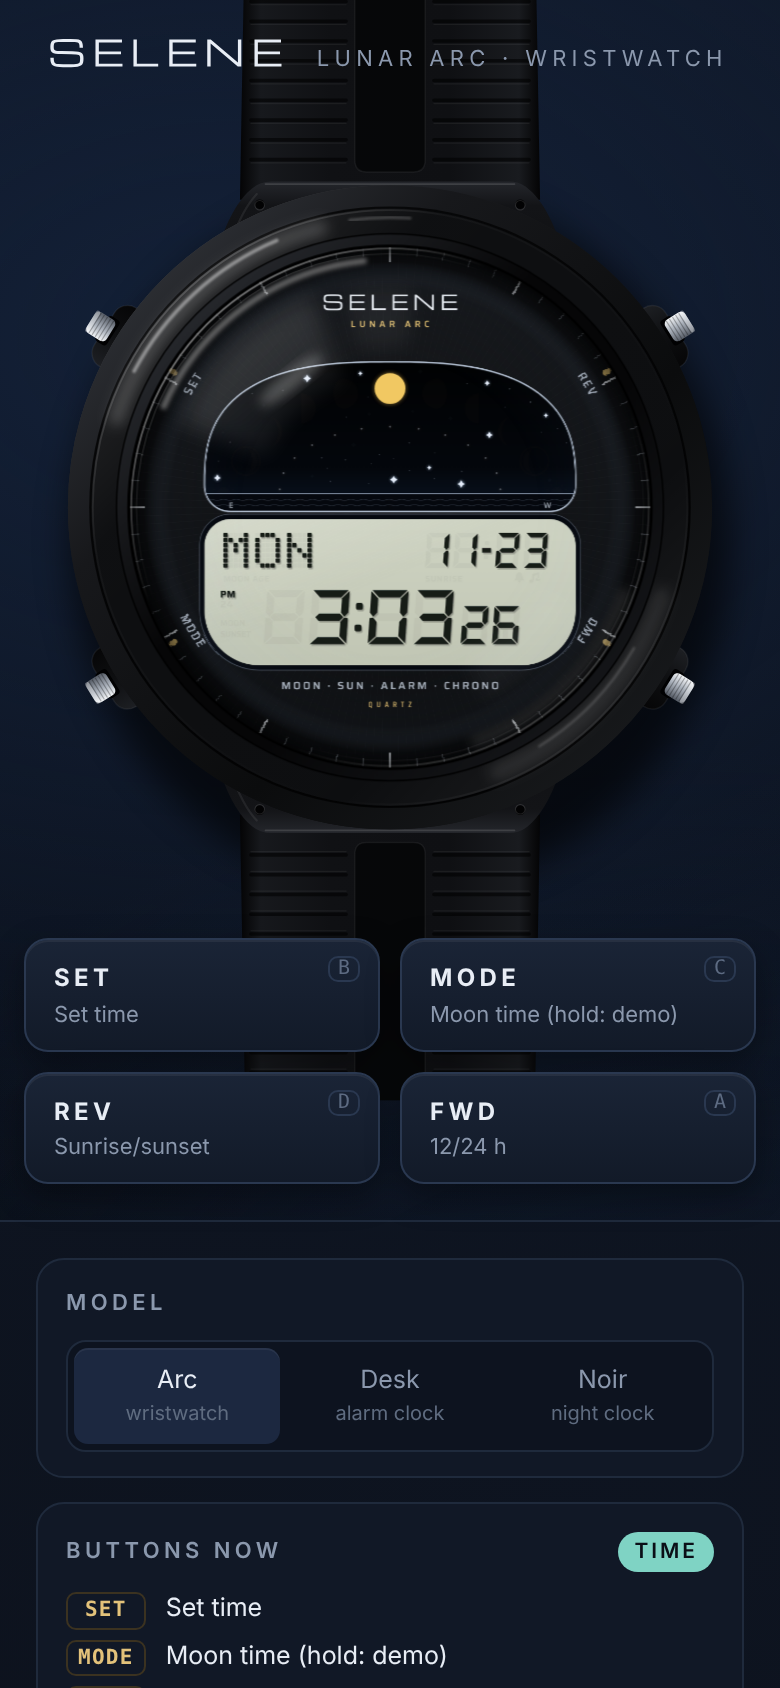 SELENE LUNAR ARC · WRISTWATCH
SELENE
LUNAR ARC
SET
REV
E W
MON 11-23
PM
3:03 26
MODE
FWD
MOON · SUN · ALARM · CHRONO
QUARTZ
SET B
Set time
MODE C
Moon time (hold: demo)
REV D
Sunrise/sunset
FWD A
12/24 h
MODEL
Arc
wristwatch
Desk
alarm clock
Noir
night clock
BUTTONS NOW TIME
SET Set time
MODE Moon time (hold: demo)